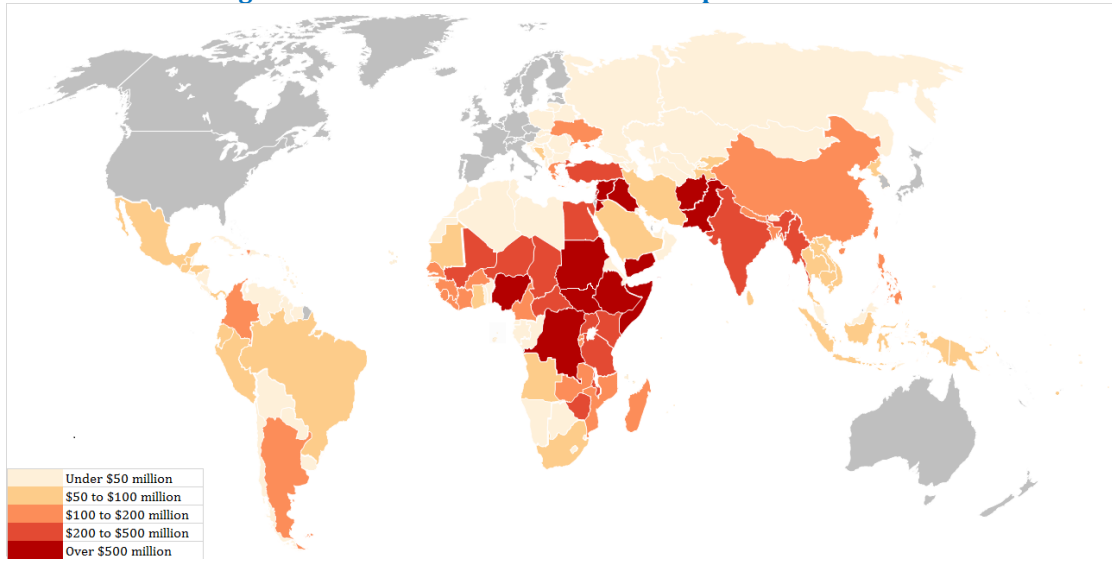 Under $50 million
$50 to $100 million
$100 to $200 million
$200 to $500 million
Over $500 million